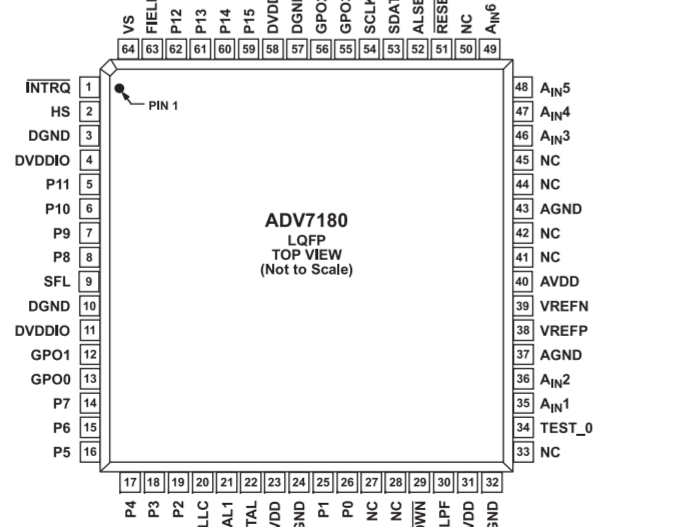 VS
P12
P13
P14
P15
SCLK
NC
AIN6
64 63 62 61 60 59 58 57 56 55 54 53 52 51 50 49
INTRQ 1
HS 2
DGND 3
DVDDIO 4
P11 5
P10 6
P9 7
P8 8
SFL 9
DGND 10
DVDDIO 11
GPO1 12
GPO0 13
P7 14
P6 15
P5 16
PIN 1
ADV7180
LQFP
TOP VIEW
(Not to Scale)
48 AIN5
47 AIN4
46 AIN3
45 NC
44 NC
43 AGND
42 NC
41 NC
40 AVDD
39 VREFN
38 VREFP
37 AGND
36 AIN2
35 AIN1
34 TEST_0
33 NC
17 18 19 20 21 22 23 24 25 26 27 28 29 30 31 32
P4
P3
P2
LLC
P1
P0
NC
NC